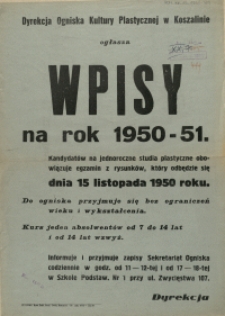 Dyrekcja Ogniska Kultury Plastycznej w Koszalinie
ogłasza
WPISY
na rok 1950-51.
Kandydatów na jednoroczne studia plastyczne obo-
wiązuje egzamin z rysunków, który odbędzie się
dnia 15 listopada 1950 roku.
Do ogniska przyjmuje się bez ograniczeń
wieku i wykształcenia.
Kurs jedno absolwentów od 7 do 14 lat
i od 14 lat wzwyż.
Informuje i przyjmuje zapisy Sekretariat Ogniska
codziennie w godz. od 11—12-tej i od 17—18-tej
w Szkole Podstaw. Nr 1 przy ul. Zwycięstwa 107.
Dyrekcja